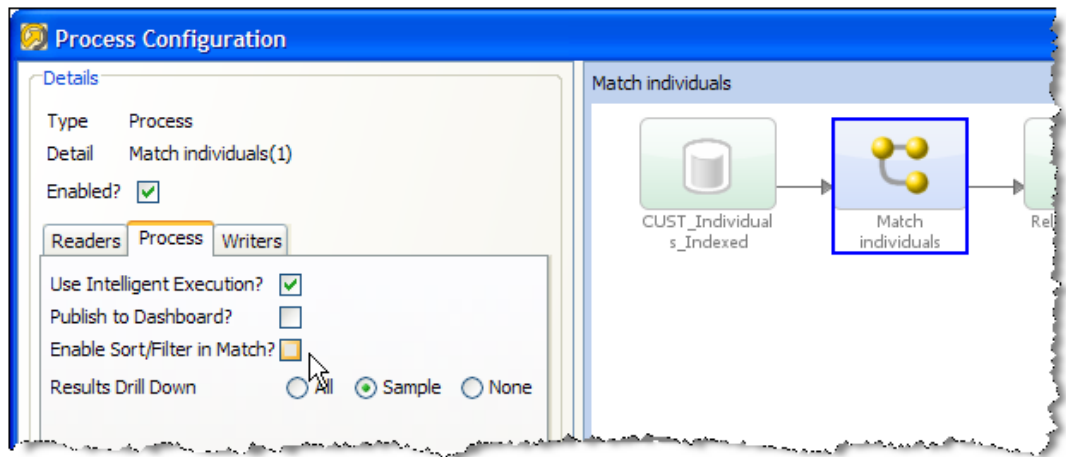 Process Configuration
Details
Type Process
Detail Match individuals(1)
Enabled?
Readers Process Writers
Use Intelligent Execution?
Publish to Dashboard?
Enable Sort/Filter in Match?
Results Drill Down All Sample None
Match individuals
CUST_Individual
s_Indexed
Match
individuals
Rel